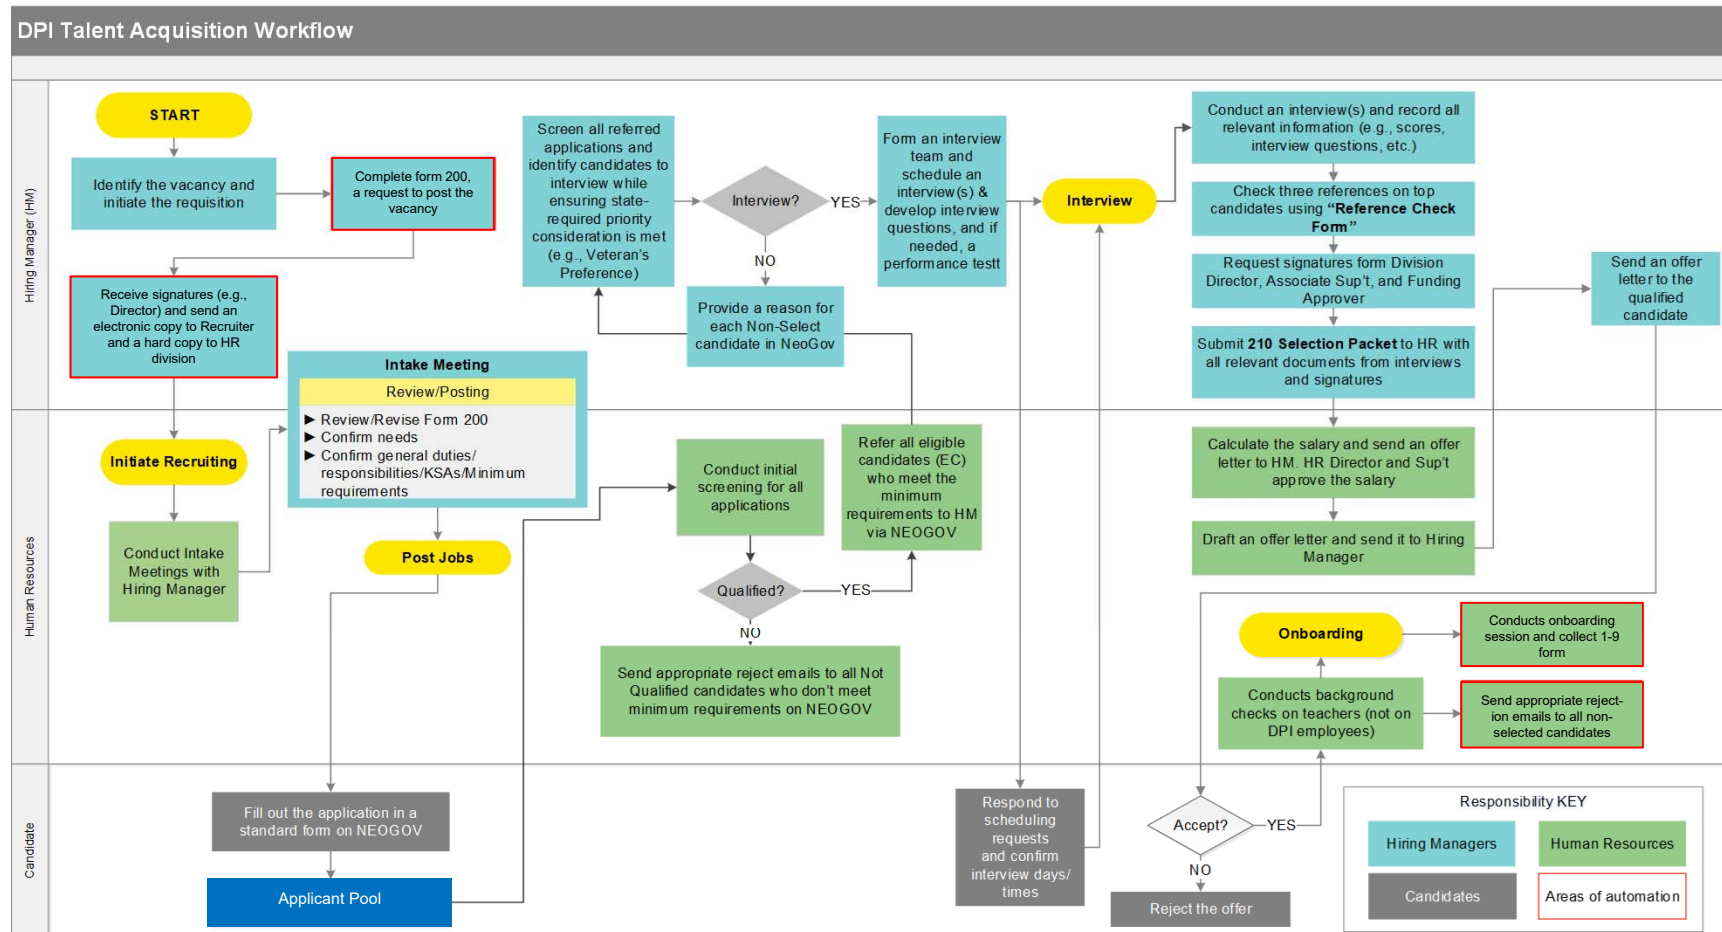 DPI Talent Acquisition Workflow
Hiring Manager (HM)
START
Identify the vacancy and
initiate the requisition
Complete form 200,
a request to post the
vacancy
Receive signatures (e.g.,
Director) and send an
electronic copy to Recruiter
and a hard copy to HR
division
Screen all referred
applications and
identify candidates to
interview while
ensuring state-
required priority
consideration is met
(e.g., Veteran's
Preference)
Interview?
YES
NO
Provide a reason for
each Non-Select
candidate in NeoGov
Form an interview
team and
schedule an
interview(s) &
develop interview
questions, and if
needed, a
performance testt
Interview
Conduct an interview(s) and record all
relevant information (e.g., scores,
interview questions, etc.)
Check three references on top
candidates using “Reference Check
Form”
Request signatures form Division
Director, Associate Sup't, and Funding
Approver
Submit 210 Selection Packet to HR with
all relevant documents from interviews
and signatures
Send an offer
letter to the
qualified
candidate
Human Resources
Initiate Recruiting
Conduct Intake
Meetings with
Hiring Manager
Intake Meeting
Review/Posting
► Review/Revise Form 200
► Confirm needs
► Confirm general duties/
responsibilities/KSAs/Minimum
requirements
Post Jobs
Conduct initial
screening for all
applications
Qualified?
YES
NO
Refer all eligible
candidates (EC)
who meet the
minimum
requirements to HM
via NEOGOV
Send appropriate reject emails to all Not
Qualified candidates who don't meet
minimum requirements on NEOGOV
Calculate the salary and send an offer
letter to HM. HR Director and Sup't
approve the salary
Draft an offer letter and send it to Hiring
Manager
Onboarding
Conducts onboarding
session and collect 1-9
form
Conducts background
checks on teachers (not on
DPI employees)
Send appropriate reject-
ion emails to all non-
selected candidates
Candidate
Fill out the application in a
standard form on NEOGOV
Applicant Pool
Respond to
scheduling
requests
and confirm
interview days/
times
Accept?
YES
NO
Reject the offer
Responsibility KEY
Hiring Managers
Human Resources
Candidates
Areas of automation